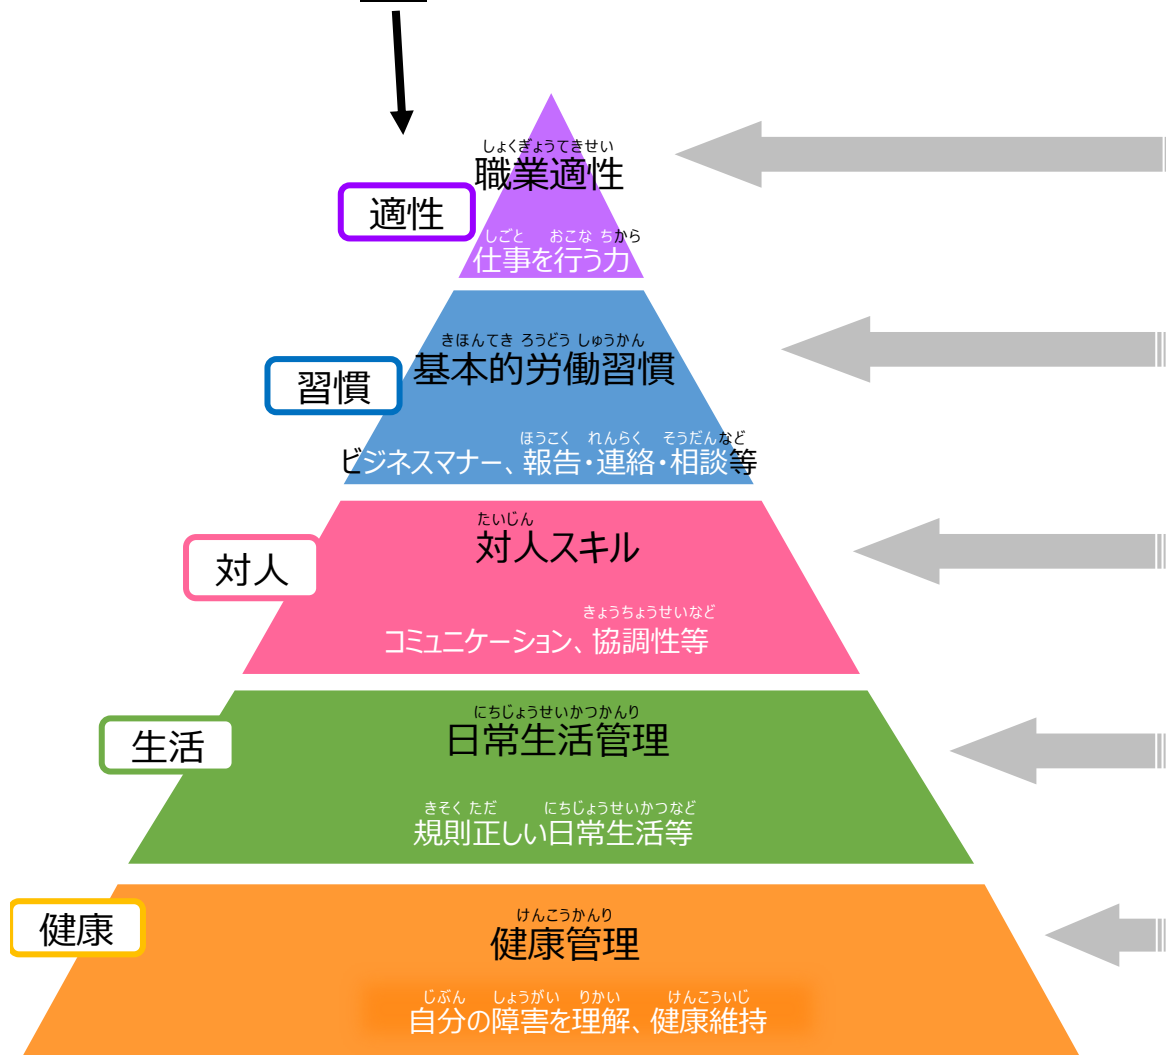 しょくぎょうてきせい
職業適性
適性
しごと おこな ちから
仕事を行う力
きほんてき ろうどう しゅうかん
基本的労働習慣
習慣
ほうこく れんらく そうだんなど
ビジネスマナー、報告・連絡・相談等
たいじん
対人スキル
対人
きょうちょうせいなど
コミュニケーション、協調性等
にちじょうせいかつかんり
日常生活管理
生活
きそく ただ にちじょうせいかつなど
規則正しい日常生活等
けんこうかんり
健康管理
健康
じぶん しょうがい りかい けんこういじ
自分の障害を理解、健康維持